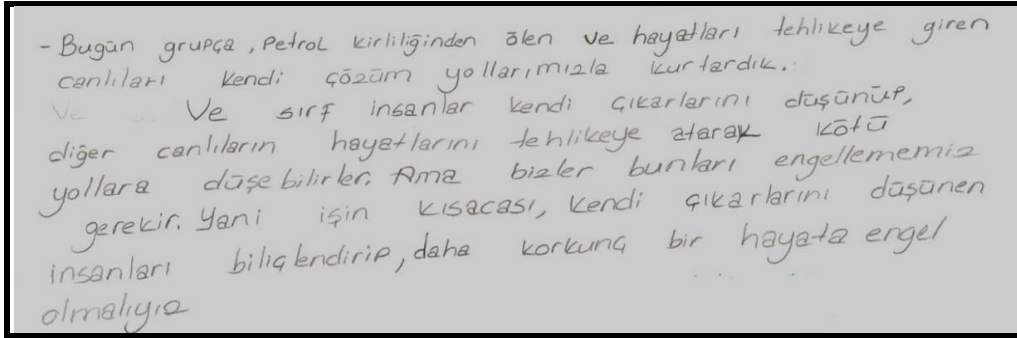 - Bugün grupça, Petrol kirliliğinden ölen ve hayatları tehlikeye giren
canlıları kendi çözüm yollarımızla kurtardık.
Ve
Ve sırf insanlar kendi çıkarlarını düşünüp,
diğer canlıların hayatlarını tehlikeye atarak kötü
yollara düşebilirler. Ama bizler bunları engellememiz
gerekir. Yani işin kısacası, kendi çıkarlarını düşünen
insanları biliçlendirip, daha korkunç bir hayata engel
olmalıyız